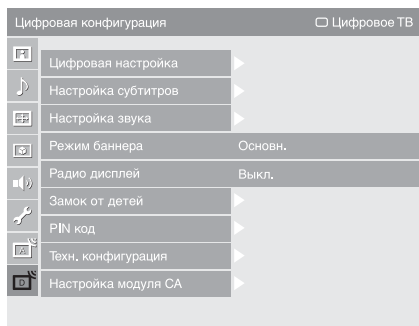 Цифровая конфигурация
Цифровое ТВ
Цифровая настройка
Настройка субтитров
Настройка звука
Режим баннера Основн.
Радио дисплей Выкл.
Замок от детей
PIN код
Техн. конфигурация
Настройка модуля CA
A
D